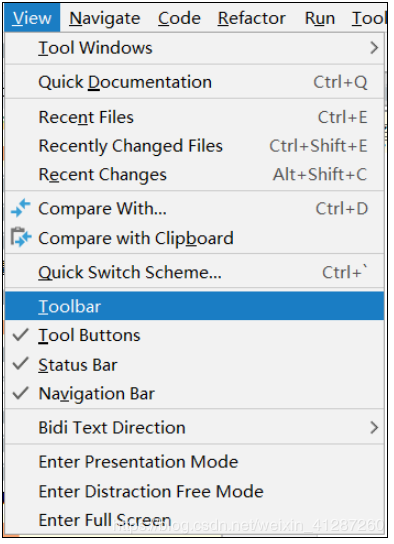 View Navigate Code Refactor Run Tool
Tool Windows
Quick Documentation Ctrl+Q
Recent Files Ctrl+E
Recently Changed Files Ctrl+Shift+E
Recent Changes Alt+Shift+C
Compare With... Ctrl+D
Compare with Clipboard
Quick Switch Scheme... Ctrl+`
Toolbar
Tool Buttons
Status Bar
Navigation Bar
Bidi Text Direction
Enter Presentation Mode
Enter Distraction Free Mode
Enter Full Screen
https://blog.csdn.net/weixin_41287260